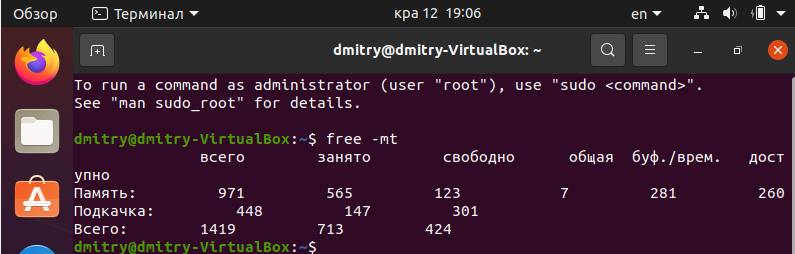 Обзор Терминал кра 12 19:06 en
dmitry@dmitry-VirtualBox: ~
To run a command as administrator (user "root"), use "sudo <command>".
See "man sudo_root" for details.
dmitry@dmitry-VirtualBox:~$ free -mt
всего занято свободно общая буф./врем. дост
упно
Память: 971 565 123 7 281 260
Подкачка: 448 147 301
Всего: 1419 713 424
dmitry@dmitry-VirtualBox:~$